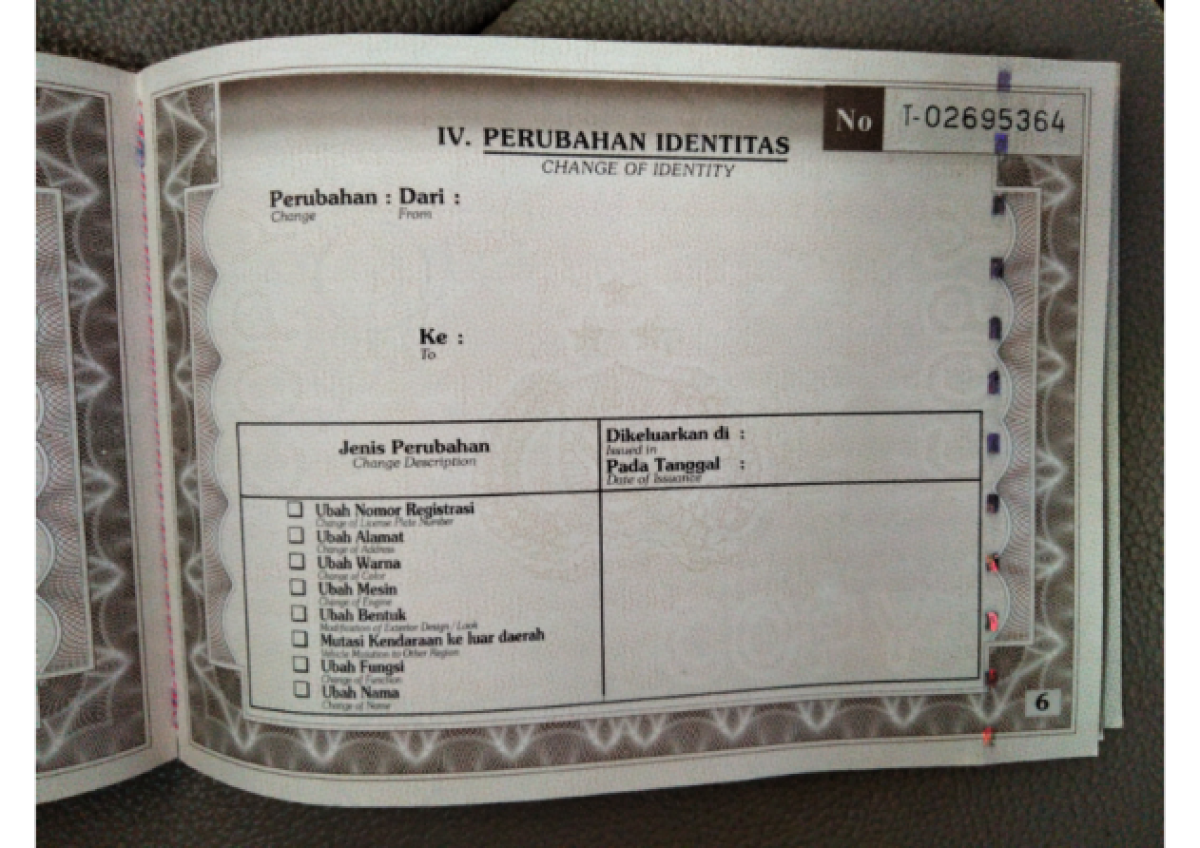 No T-02695364
IV. PERUBAHAN IDENTITAS
CHANGE OF IDENTITY
Perubahan : Dari :
Change From
Ke :
To
Jenis Perubahan
Change Description
Dikeluarkan di :
Issued in
Pada Tanggal :
Date of Issuance
Ubah Nomor Registrasi
Change of License Plate Number
Ubah Alamat
Change of Address
Ubah Warna
Change of Color
Ubah Mesin
Change of Engine
Ubah Bentuk
Modification of Exterior Design / Look
Mutasi Kendaraan ke luar daerah
Vehicle Mutation to Other Region
Ubah Fungsi
Change of Function
Ubah Nama
Change of Name
6